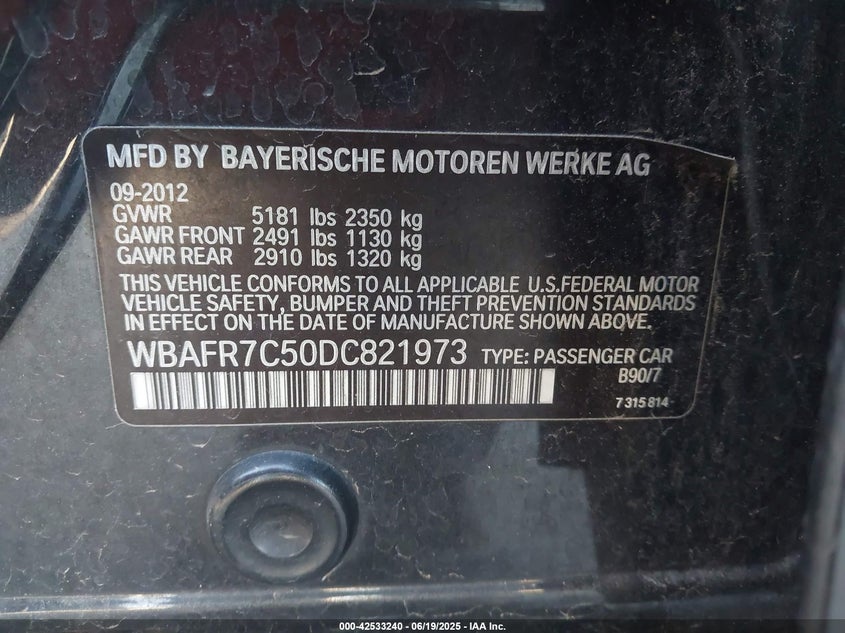 MFD BY BAYERISCHE MOTOREN WERKE AG
09-2012
GVWR 5181 lbs 2350 kg
GAWR FRONT 2491 lbs 1130 kg
GAWR REAR 2910 lbs 1320 kg
THIS VEHICLE CONFORMS TO ALL APPLICABLE U.S.FEDERAL MOTOR
VEHICLE SAFETY, BUMPER AND THEFT PREVENTION STANDARDS
IN EFFECT ON THE DATE OF MANUFACTURE SHOWN ABOVE.
WBAFR7C50DC821973 TYPE: PASSENGER CAR
B90/7
7 315 814
000-42533240 - 06/19/2025 - IAA Inc.